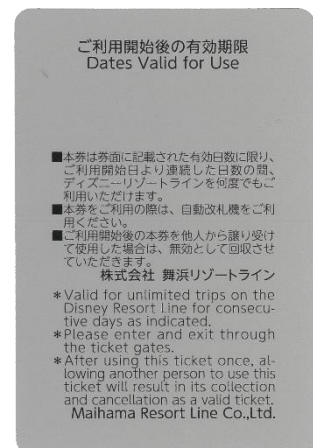 ご利用開始後の有効期限
Dates Valid for Use
■本券は券面に記載された有効日数に限り、
ご利用開始日より連続した日数の間、
ディズニーリゾートラインを何度でもご
利用いただけます。
■本券をご利用の際は、自動改札機をご利
用ください。
■ご利用開始後の本券を他人から譲り受け
て使用した場合は、無効として回収させ
ていただきます。
株式会社 舞浜リゾートライン
*Valid for unlimited trips on the
Disney Resort Line for consecu-
tive days as indicated.
*Please enter and exit through
the ticket gates.
*After using this ticket once, al-
lowing another person to use this
ticket will result in its collection
and cancellation as a valid ticket.
Maihama Resort Line Co.,Ltd.